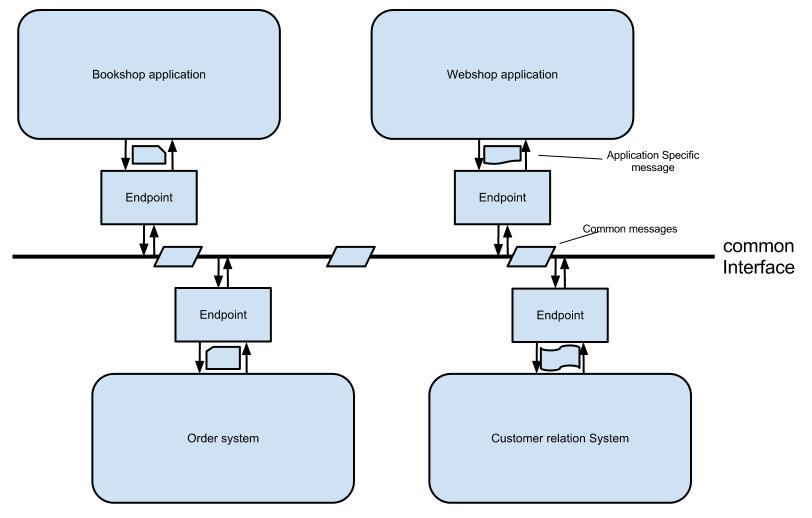 Bookshop application
Webshop application
Application Specific
message
Endpoint
Endpoint
Common messages
common
Interface
Endpoint
Endpoint
Order system
Customer relation System